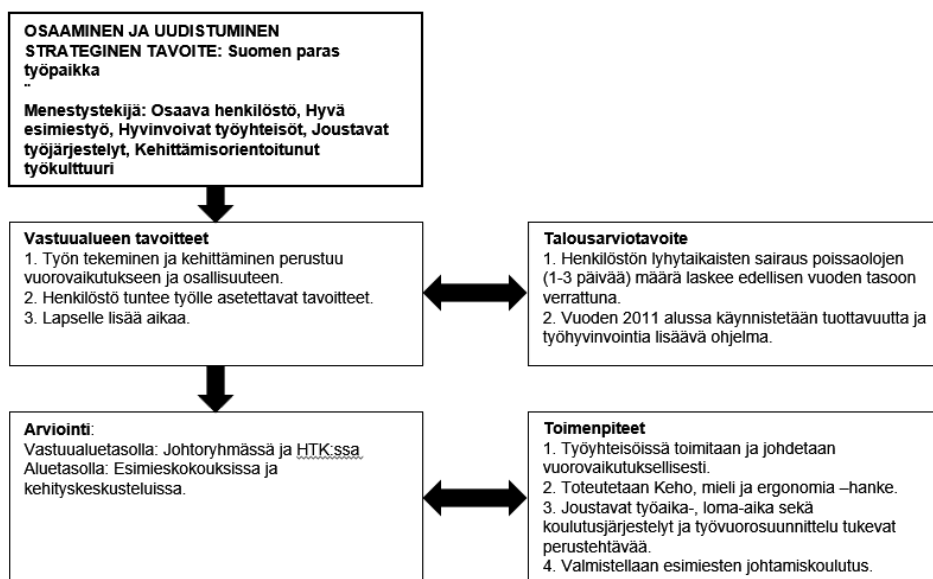 OSAAMINEN JA UUDISTUMINEN
STRATEGINEN TAVOITE: Suomen paras
työpaikka
¨
Menestystekijä: Osaava henkilöstö, Hyvä
esimiestyö, Hyvinvoivat työyhteisöt, Joustavat
työjärjestelyt, Kehittämisorientoitunut
työkulttuuri
Vastuualueen tavoitteet
1. Työn tekeminen ja kehittäminen perustuu
vuorovaikutukseen ja osallisuuteen.
2. Henkilöstö tuntee työlle asetettavat tavoitteet.
3. Lapselle lisää aikaa.
Talousarviotavoite
1. Henkilöstön lyhytaikaisten sairaus poissaolojen
(1-3 päivää) määrä laskee edellisen vuoden tasoon
verrattuna.
2. Vuoden 2011 alussa käynnistetään tuottavuutta ja
työhyvinvointia lisäävä ohjelma.
Arviointi:
Vastuualuetasolla: Johtoryhmässä ja HTK:ssa
Aluetasolla: Esimieskokouksissa ja
kehityskeskusteluissa.
Toimenpiteet
1. Työyhteisöissä toimitaan ja johdetaan
vuorovaikutuksellisesti.
2. Toteutetaan Keho, mieli ja ergonomia –hanke.
3. Joustavat työaika-, loma-aika sekä
koulutusjärjestelyt ja työvuorosuunnittelu tukevat
perustehtävää.
4. Valmistellaan esimiesten johtamiskoulutus.